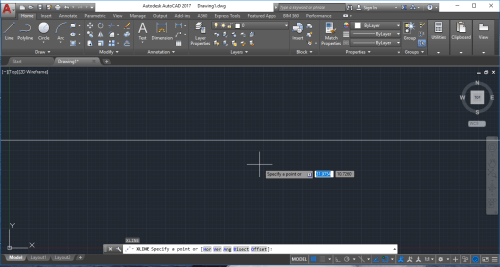 Autodesk AutoCAD 2017 Drawing1.dwg
Type a keyword or phrase
Sign In
Home Insert Annotate Parametric View Manage Output Add-ins A360 Express Tools Featured Apps BIM 360 Performance
Line Polyline Circle Arc
Text Dimension
Layer Properties
Insert
Match Properties
ByLayer
ByLayer
ByLayer
Group
Utilities
Clipboard
View
Draw Modify Annotation Layers Block Properties Groups
Start Drawing1*
[−][Top][2D Wireframe]
N
W TOP E
S
Specify a point or
Y
X
XLINE
XLINE Specify a point or [Hor Ver Ang Bisect Offset]:
Model Layout1 Layout2
MODEL